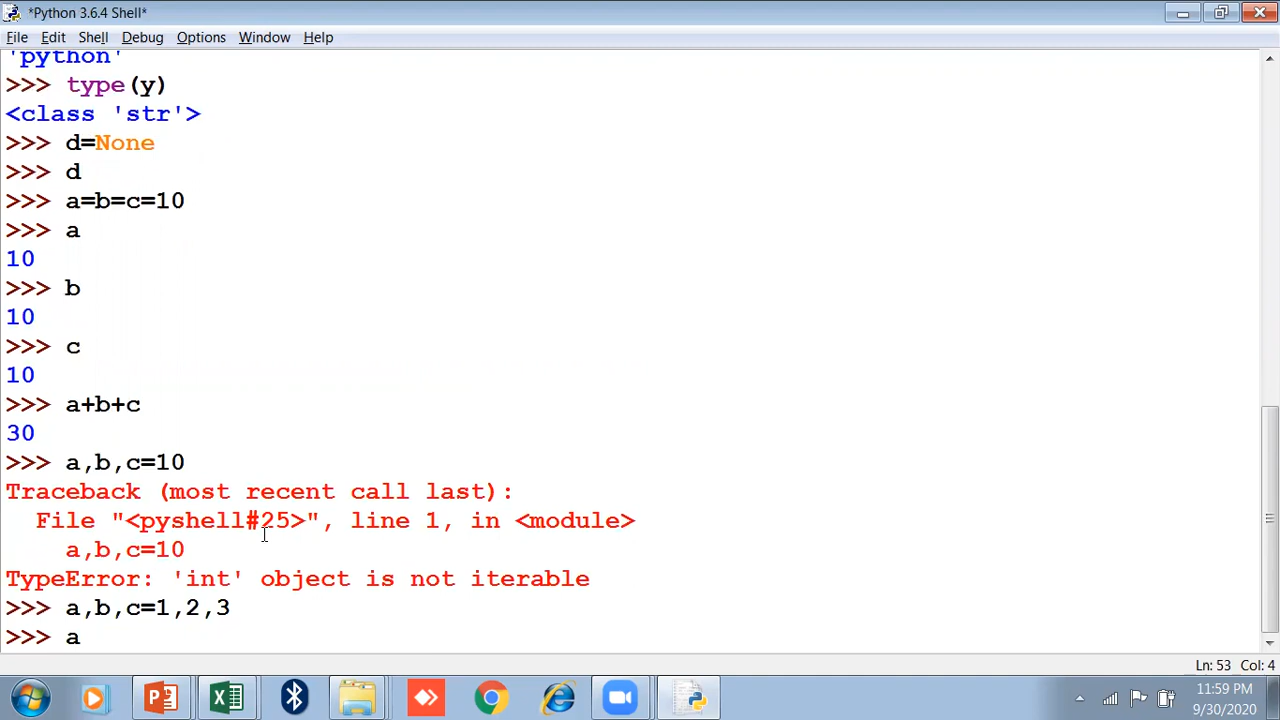 *Python 3.6.4 Shell*
File Edit Shell Debug Options Window Help
'python'
>>> type(y)
<class 'str'>
>>> d=None
>>> d
>>> a=b=c=10
>>> a
10
>>> b
10
>>> c
10
>>> a+b+c
30
>>> a,b,c=10
Traceback (most recent call last):
  File "<pyshell#25>", line 1, in <module>
    a,b,c=10
TypeError: 'int' object is not iterable
>>> a,b,c=1,2,3
>>> a
Ln: 53 Col: 4
11:59 PM
9/30/2020